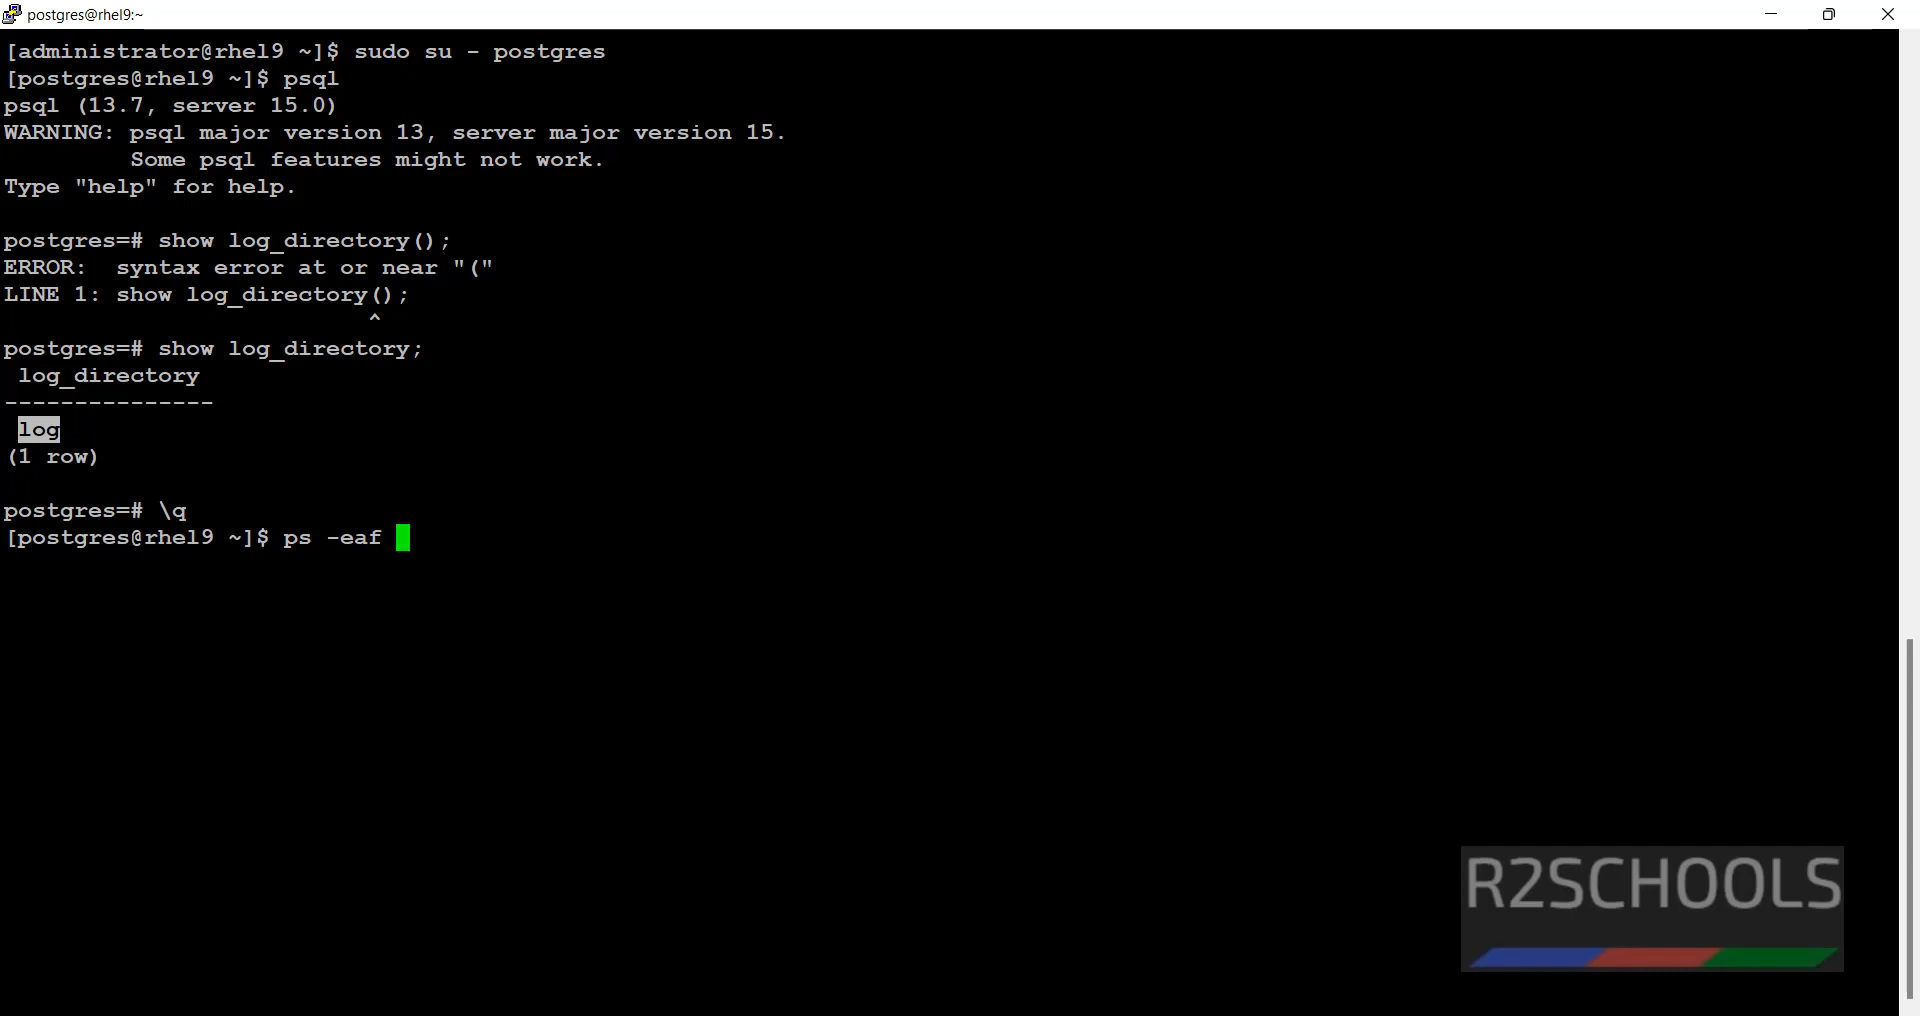 postgres@rhel9:~
[administrator@rhel9 ~]$ sudo su - postgres
[postgres@rhel9 ~]$ psql
psql (13.7, server 15.0)
WARNING: psql major version 13, server major version 15.
         Some psql features might not work.
Type "help" for help.
postgres=# show log_directory();
ERROR:  syntax error at or near "("
LINE 1: show log_directory();
                          ^
postgres=# show log_directory;
 log_directory
---------------
 log
(1 row)
postgres=# \q
[postgres@rhel9 ~]$ ps -eaf
R2SCHOOLS